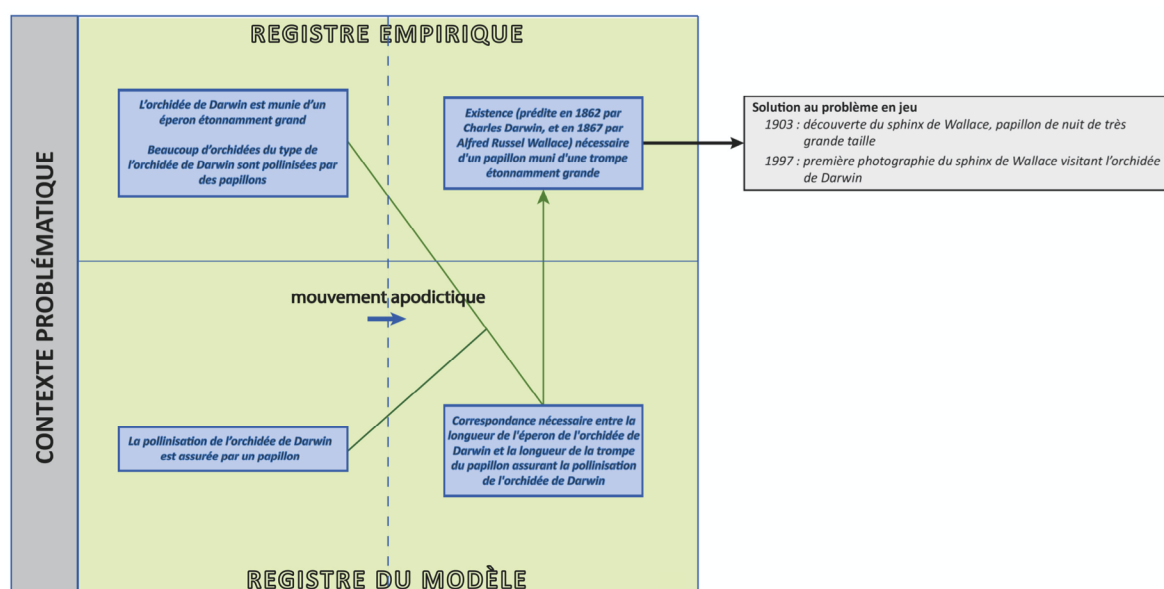 CONTEXTE PROBLÉMATIQUE
REGISTRE EMPIRIQUE
L'orchidée de Darwin est munie d'un
éperon étonnamment grand
Beaucoup d'orchidées du type de
l'orchidée de Darwin sont pollinisées par
des papillons
Existence (prédite en 1862 par
Charles Darwin, et en 1867 par
Alfred Russel Wallace) nécessaire
d'un papillon muni d'une trompe
étonnamment grande
Solution au problème en jeu
1903 : découverte du sphinx de Wallace, papillon de nuit de très
grande taille
1997 : première photographie du sphinx de Wallace visitant l'orchidée
de Darwin
mouvement apodictique
La pollinisation de l'orchidée de Darwin
est assurée par un papillon
Correspondance nécessaire entre la
longueur de l'éperon de l'orchidée de
Darwin et la longueur de la trompe
du papillon assurant la pollinisation
de l'orchidée de Darwin
REGISTRE DU MODÈLE